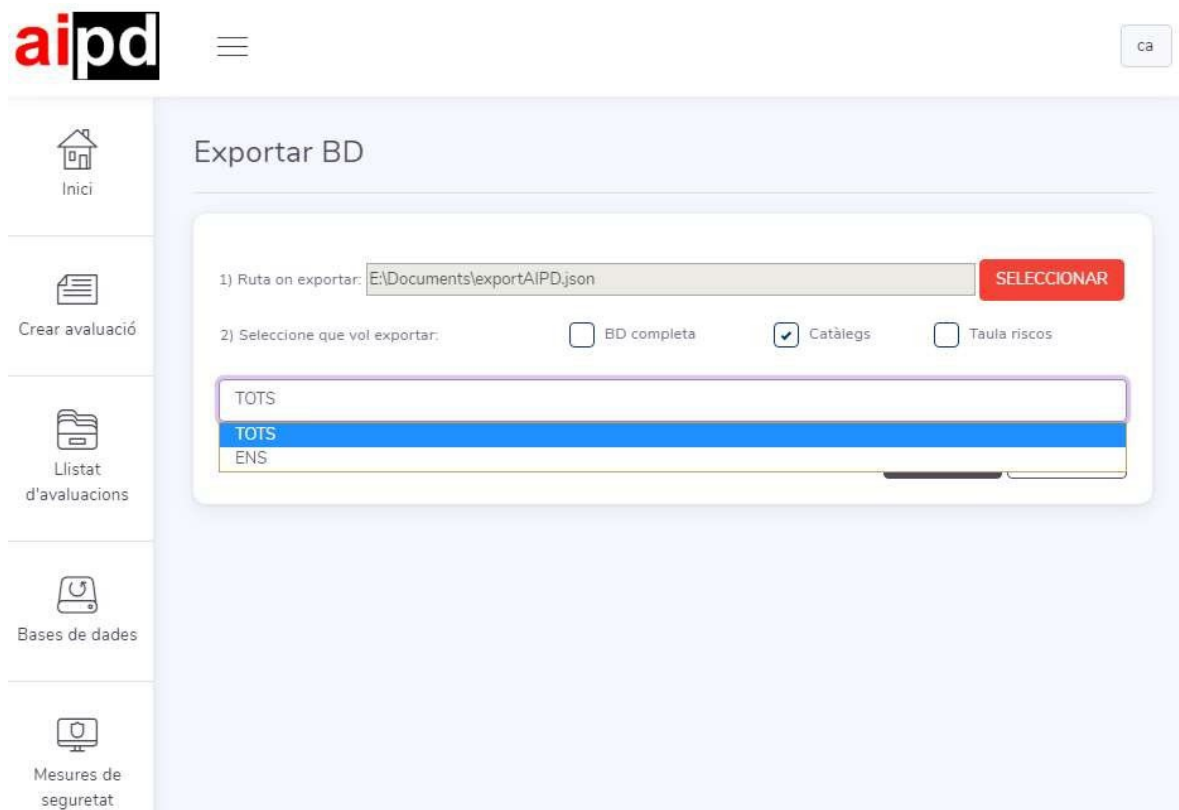 aipd
ca
Inici
Crear avaluació
Llistat
d'avaluacions
Bases de dades
Mesures de
seguretat
Exportar BD
1) Ruta on exportar: E:\Documents\exportAIPD.json SELECCIONAR
2) Seleccione que vol exportar: BD completa Catàlegs Taula riscos
TOTS
TOTS
ENS